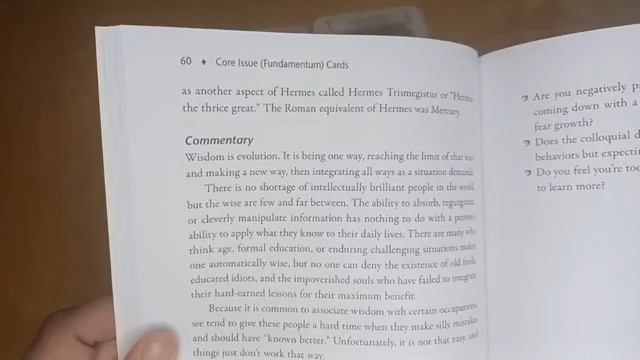 60 ♦ Core Issue (Fundamentum) Cards
as another aspect of Hermes called Hermes Trismegistus or "Hermes
the thrice great." The Roman equivalent of Hermes was Mercury.
Commentary
Wisdom is evolution. It is being one way, reaching the limit of that way
and making a new way, then integrating all ways as a situation demands.
There is no shortage of intellectually brilliant people in the world,
but the wise are few and far between. The ability to absorb, regurgitate,
or cleverly manipulate information has nothing to do with a person's
ability to apply what they know to their daily lives. There are many who
think age, formal education, or enduring challenging situations makes
one automatically wise, but no one can deny the existence of old fools,
educated idiots, and the impoverished souls who have failed to integrate
their hard-earned lessons for their maximum benefit.
Because it is common to associate wisdom with certain occupations,
we tend to give these people a hard time when they make silly mistakes
and should have "known better." Unfortunately, it is not that easy, and
things just don't work that way.
Are you negatively
coming down with a
fear growth?
Does the colloquial
behaviors but
Do you feel you're too
to learn more?